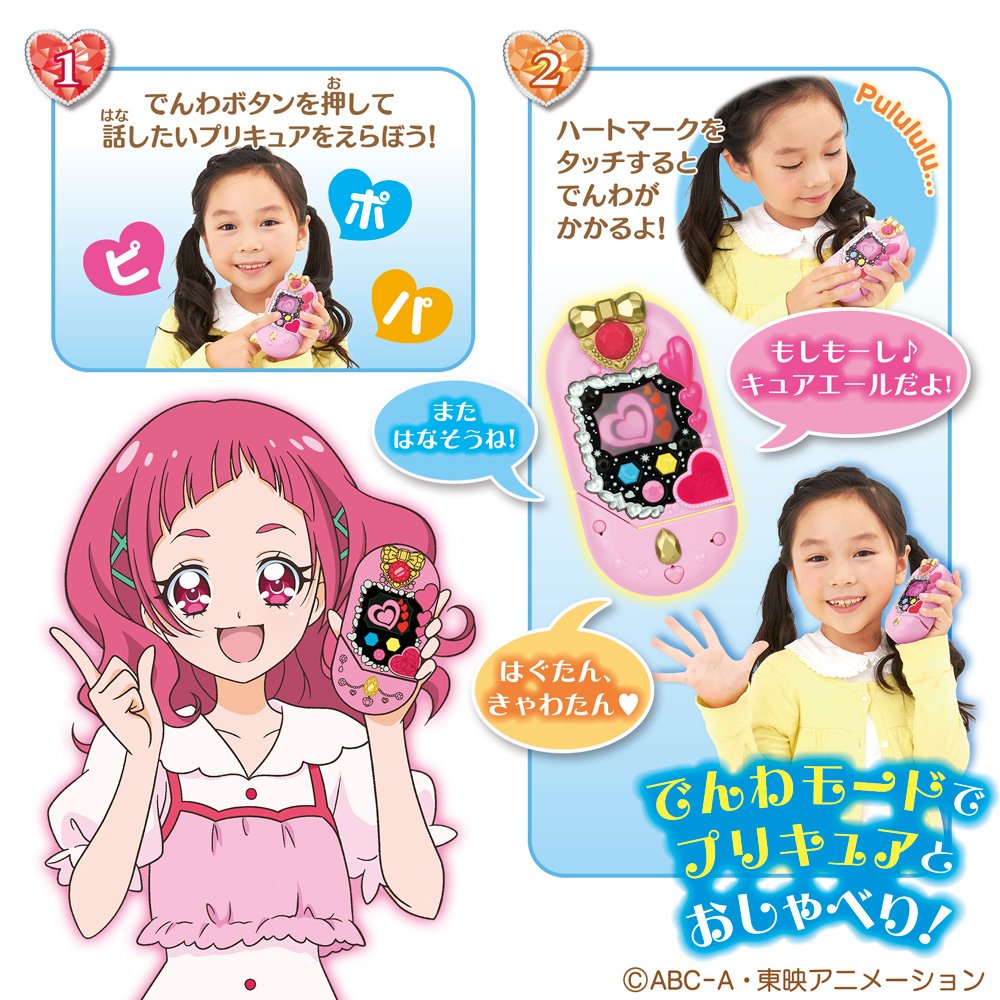 1
でんわボタンを押して
お
話したいプリキュアをえらぼう!
はな
ピ
ポ
パ
2
ハートマークを
タッチすると
でんわが
かかるよ!
Pulululu...
もしもーし♪
キュアエールだよ!
また
はなそうね!
はぐたん、
きゃわたん♥
でんわモードで
プリキュアと
おしゃべり!
©ABC-A・東映アニメーション